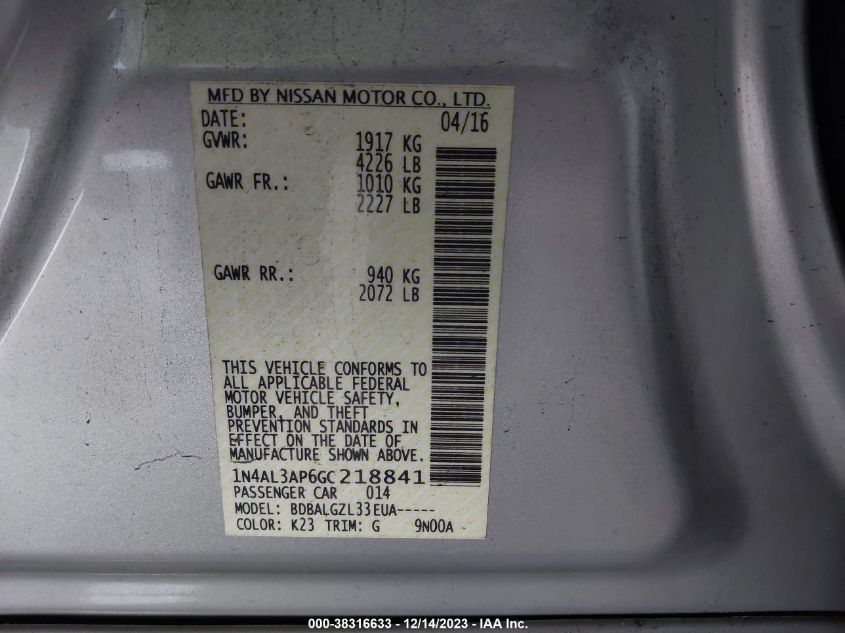 MFD BY NISSAN MOTOR CO., LTD.
DATE: 04/16
GVWR: 1917 KG
4226 LB
GAWR FR.: 1010 KG
2227 LB
GAWR RR.: 940 KG
2072 LB
THIS VEHICLE CONFORMS TO
ALL APPLICABLE FEDERAL
MOTOR VEHICLE SAFETY,
BUMPER, AND THEFT
PREVENTION STANDARDS IN
EFFECT ON THE DATE OF
MANUFACTURE SHOWN ABOVE.
1N4AL3AP6GC218841
PASSENGER CAR 014
MODEL: BDBALGZL33EUA-----
COLOR: K23 TRIM: G 9N00A
000-38316633 - 12/14/2023 - IAA Inc.